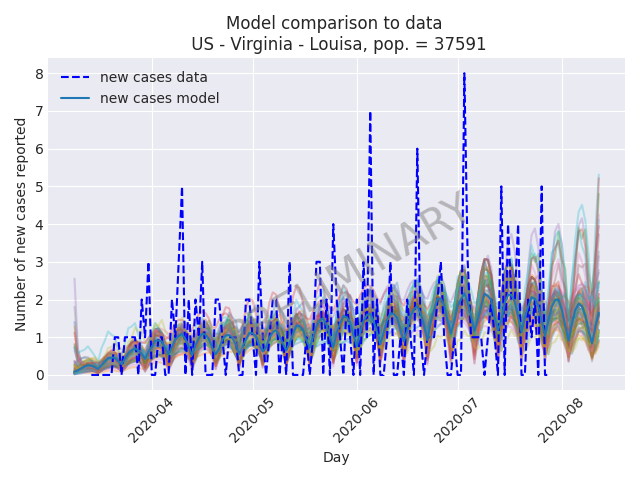 Model comparison to data
US - Virginia - Louisa, pop. = 37591
new cases data
new cases model
Number of new cases reported
8
7
6
5
4
3
2
1
0
2020-04
2020-05
2020-06
2020-07
2020-08
Day